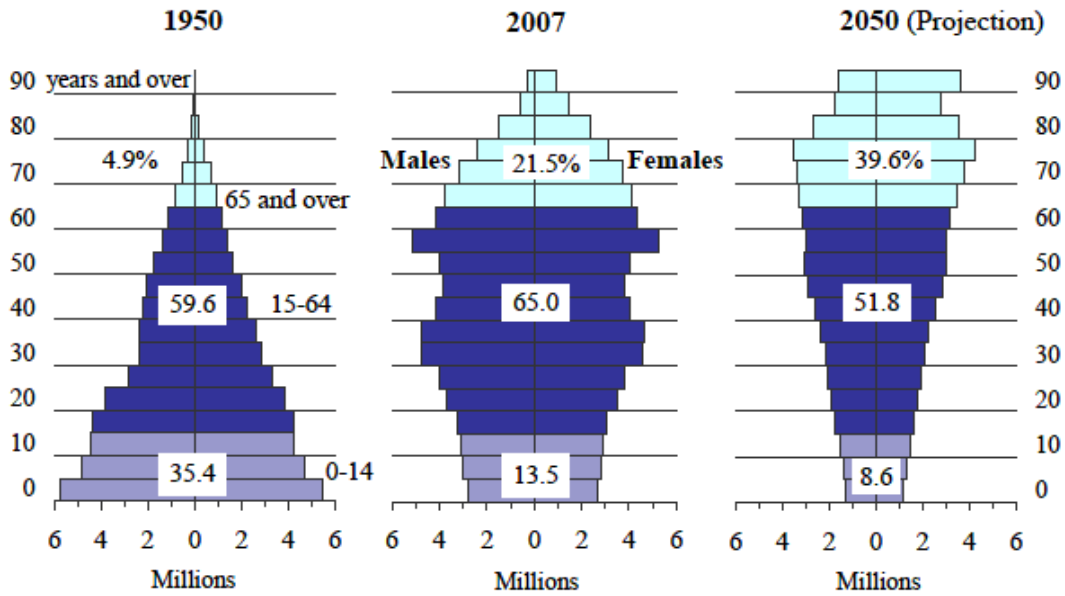 1950
2007
2050 (Projection)
90 years and over
80
70
60
50
40
30
20
10
0
4.9%
65 and over
59.6
15-64
35.4
0-14
6 4 2 0 2 4 6
Millions
Males
21.5%
Females
65.0
13.5
6 4 2 0 2 4 6
Millions
39.6%
51.8
8.6
90
80
70
60
50
40
30
20
10
0
6 4 2 0 2 4 6
Millions